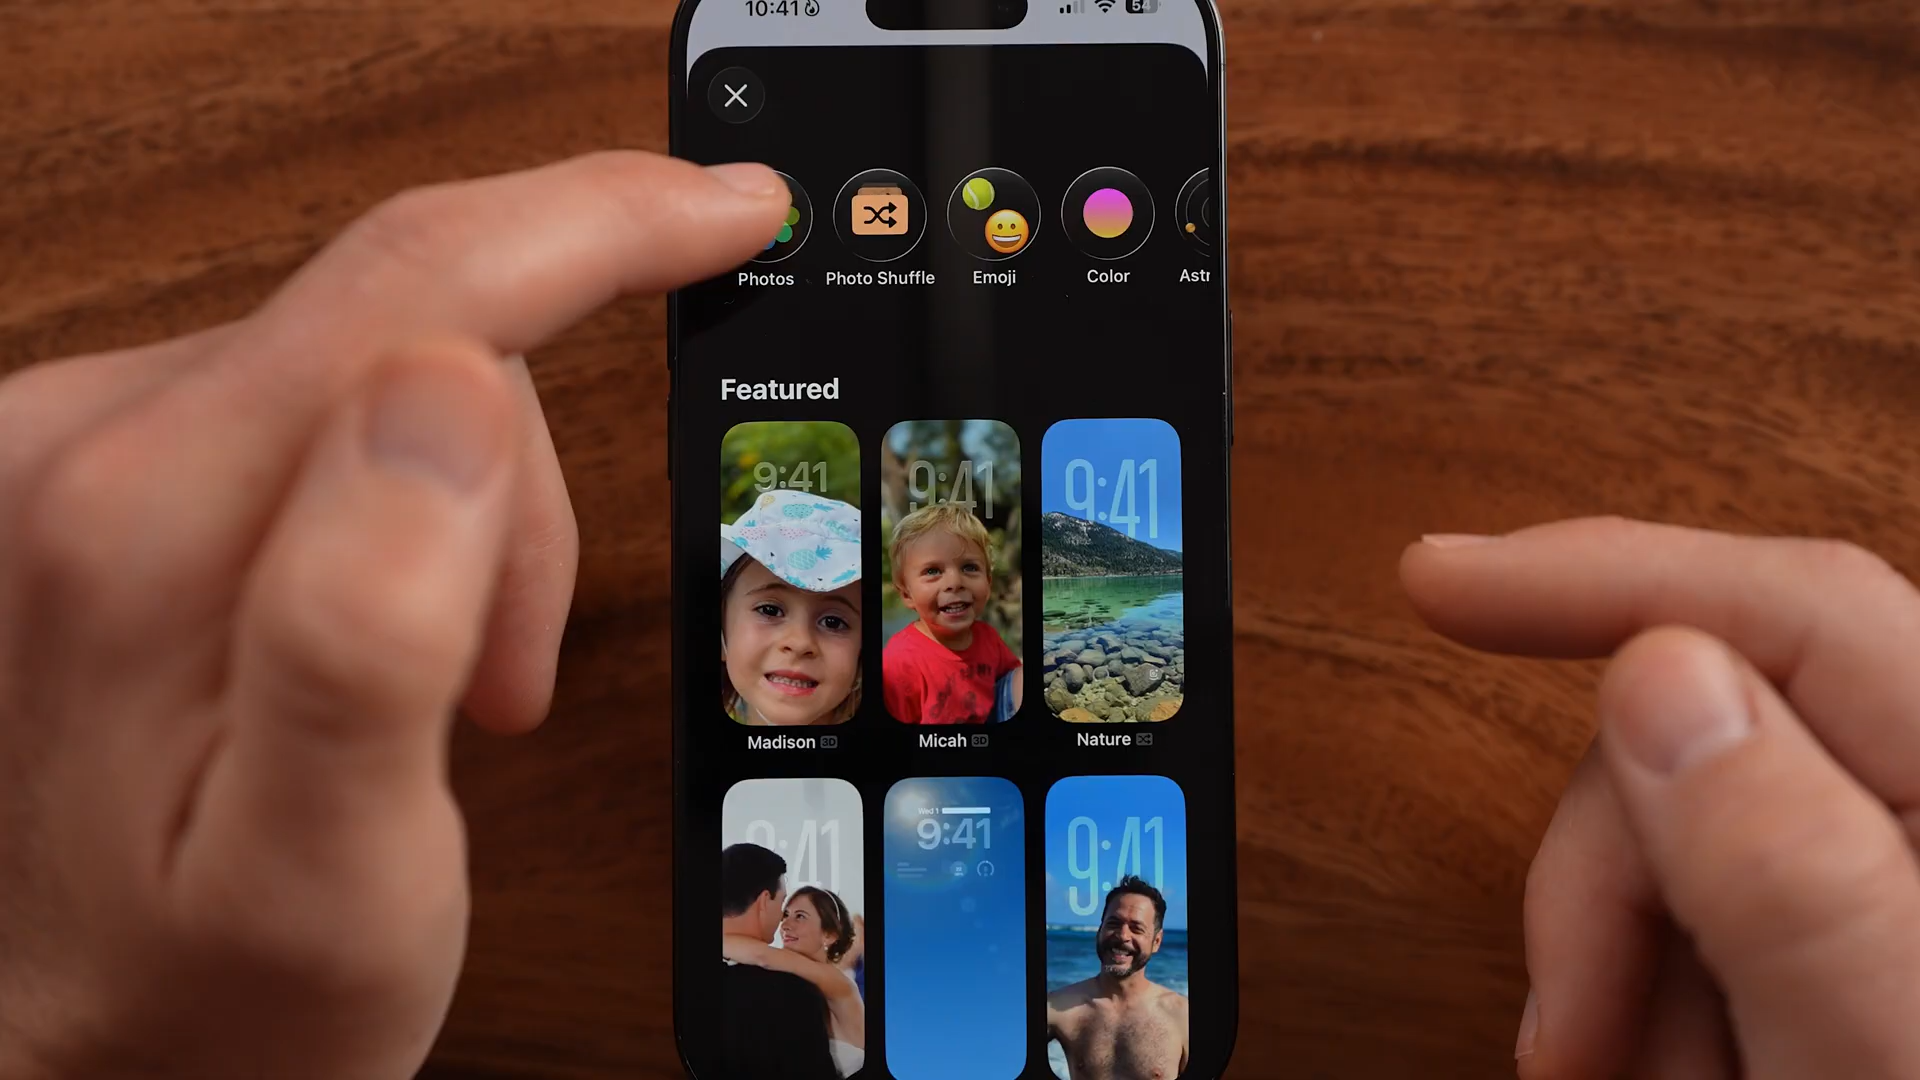 10:41
54
Photos
Photo Shuffle
Emoji
Color
Astr
Featured
9:41
9:41
9:41
Madison 3D
Micah 3D
Nature
9:41
Wed 1
9:41
9:41